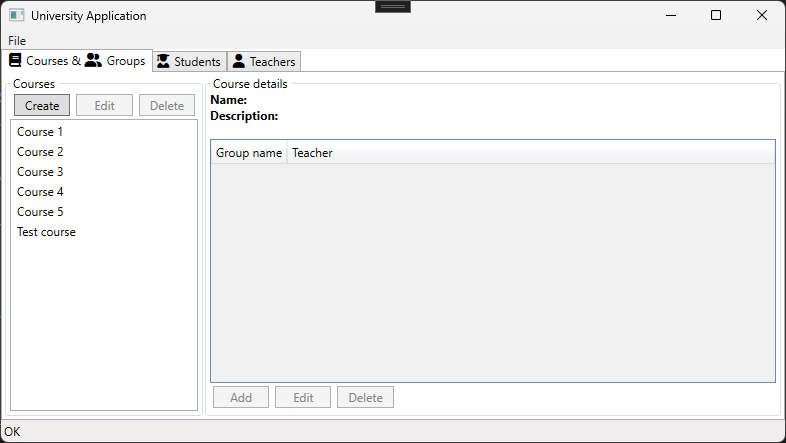 University Application
File
Courses & Groups
Students
Teachers
Courses
Create
Edit
Delete
Course 1
Course 2
Course 3
Course 4
Course 5
Test course
Course details
Name:
Description:
Group name
Teacher
Add
Edit
Delete
OK